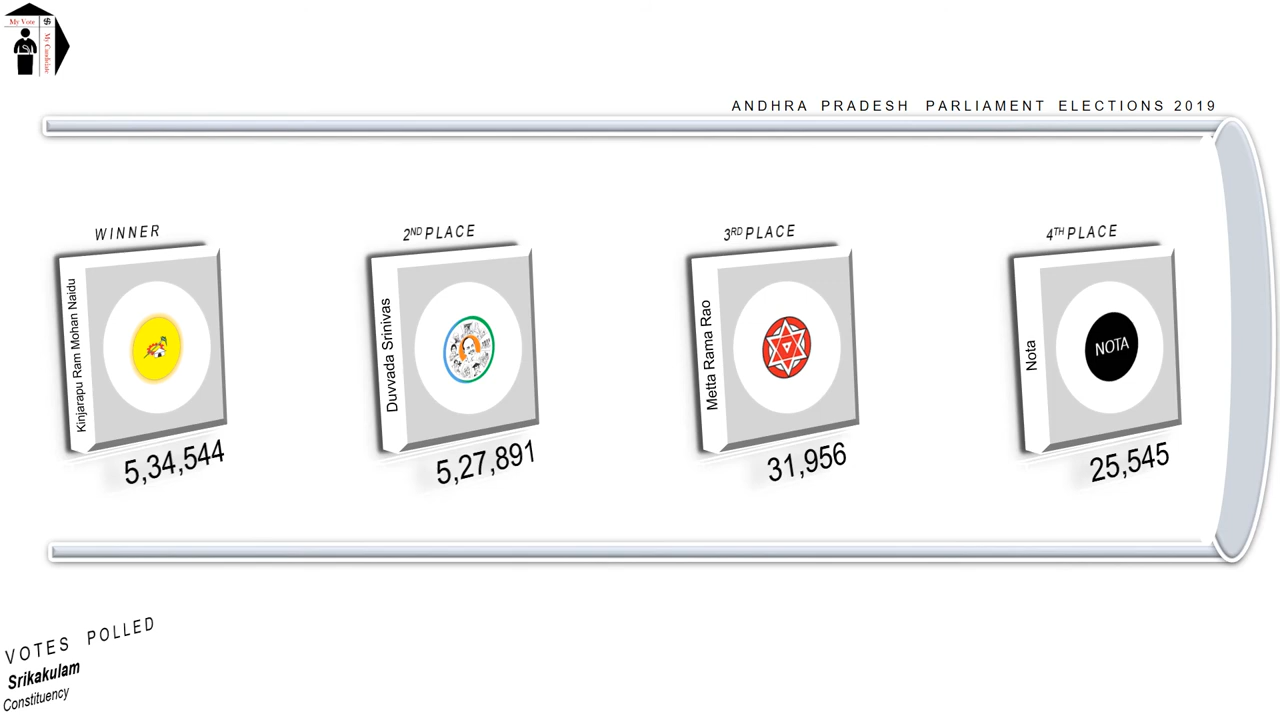 My Vote
My Candidate
ANDHRA PRADESH PARLIAMENT ELECTIONS 2019
WINNER
2ND PLACE
3RD PLACE
4TH PLACE
Kinjarapu Ram Mohan Naidu
Duvvada Srinivas
Metta Rama Rao
Nota
NOTA
5,34,544
5,27,891
31,956
25,545
VOTES POLLED
Srikakulam
Constituency